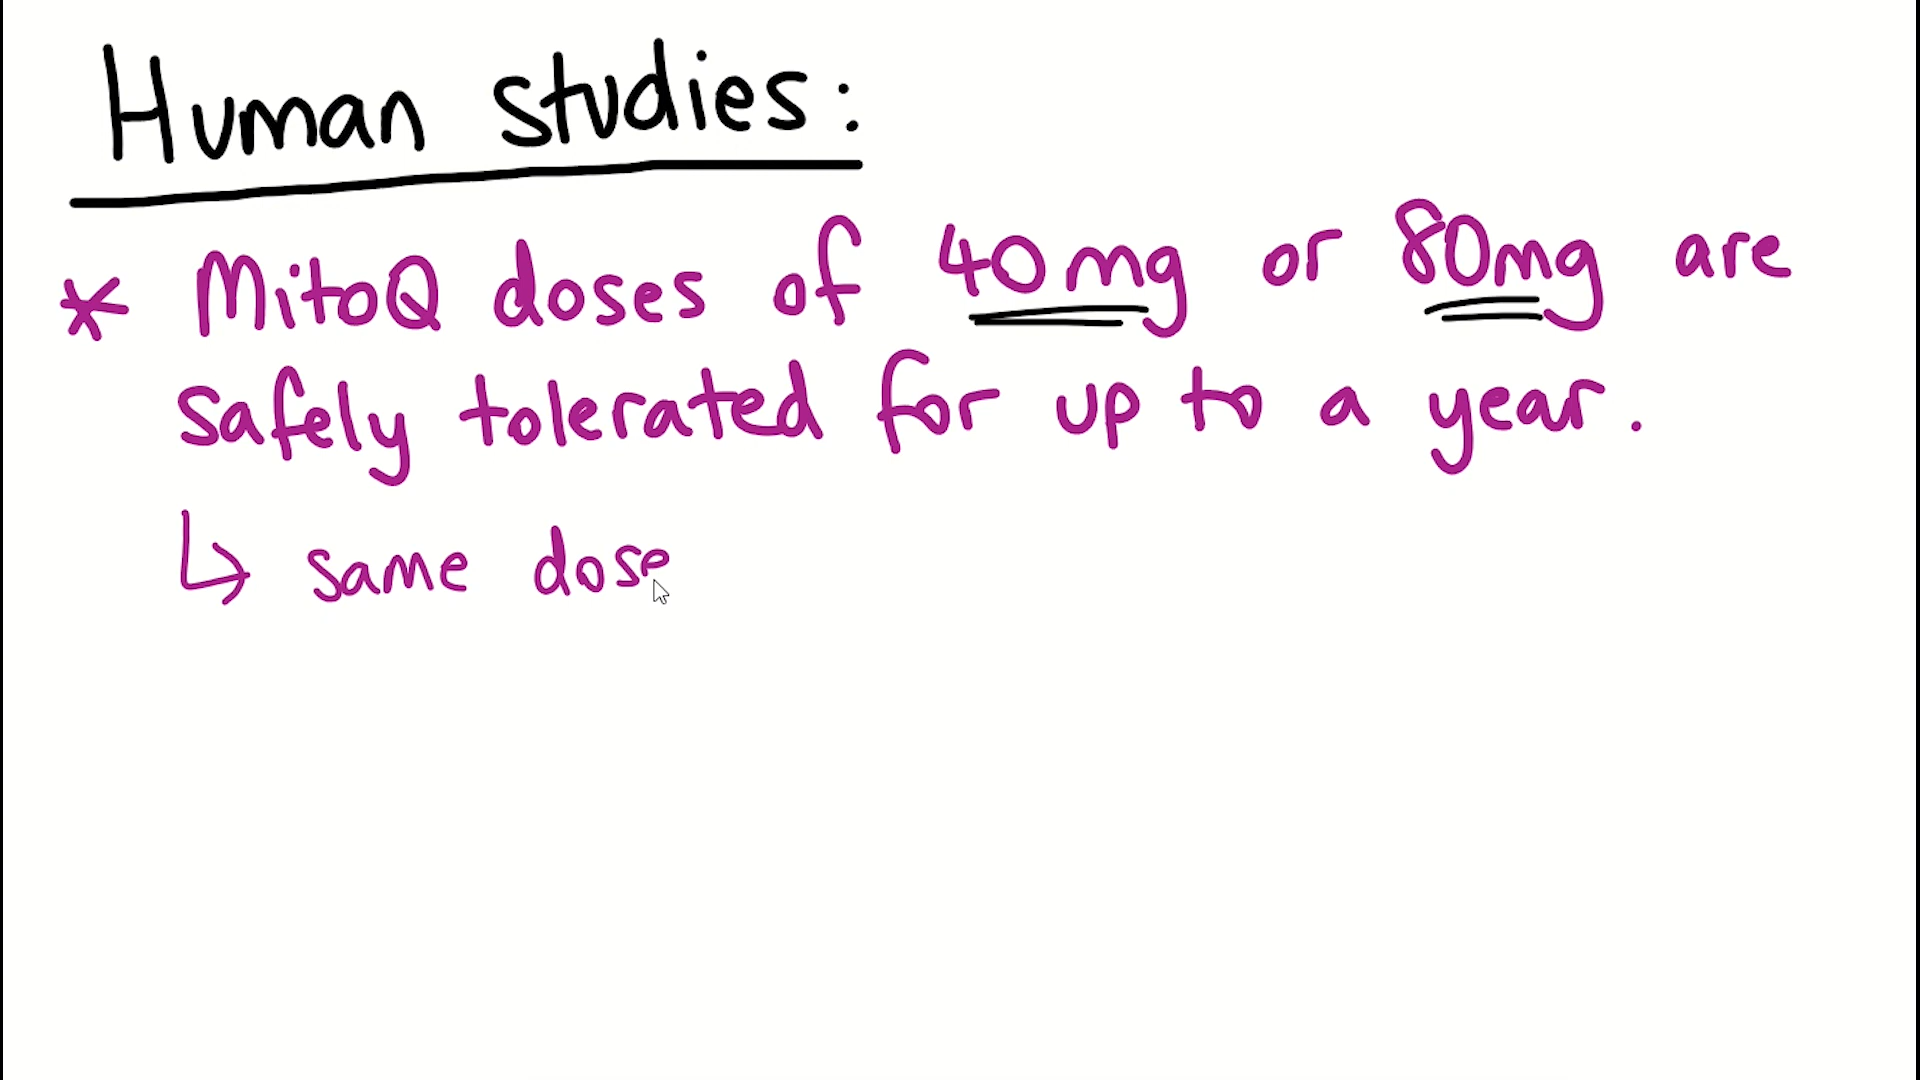 Human studies:
* MitoQ doses of 40mg or 80mg are
safely tolerated for up to a year.
↳ same dose